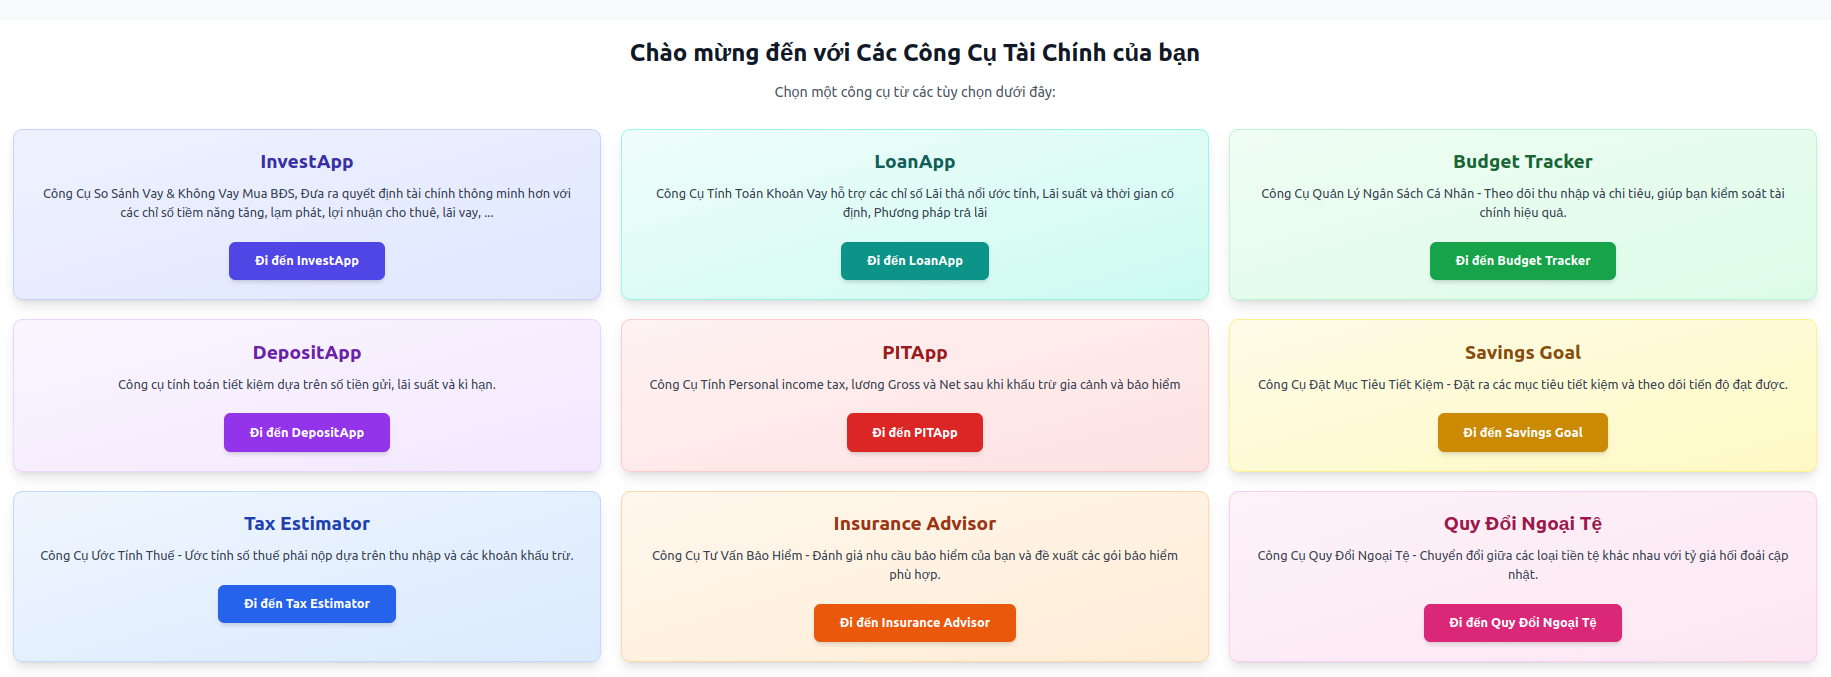 Chào mừng đến với Các Công Cụ Tài Chính của bạn
Chọn một công cụ từ các tùy chọn dưới đây:
InvestApp
Công Cụ So Sánh Vay & Không Vay Mua BĐS, Đưa ra quyết định tài chính thông minh hơn với
các chỉ số tiềm năng tăng, lạm phát, lợi nhuận cho thuê, lãi vay, ...
Đi đến InvestApp
LoanApp
Công Cụ Tính Toán Khoản Vay hỗ trợ các chỉ số Lãi thả nổi ước tính, Lãi suất và thời gian cố
định, Phương pháp trả lãi
Đi đến LoanApp
Budget Tracker
Công Cụ Quản Lý Ngân Sách Cá Nhân - Theo dõi thu nhập và chi tiêu, giúp bạn kiểm soát tài
chính hiệu quả.
Đi đến Budget Tracker
DepositApp
Công cụ tính toán tiết kiệm dựa trên số tiền gửi, lãi suất và kì hạn.
Đi đến DepositApp
PITApp
Công Cụ Tính Personal income tax, lương Gross và Net sau khi khấu trừ gia cảnh và bảo hiểm
Đi đến PITApp
Savings Goal
Công Cụ Đặt Mục Tiêu Tiết Kiệm - Đặt ra các mục tiêu tiết kiệm và theo dõi tiến độ đạt được.
Đi đến Savings Goal
Tax Estimator
Công Cụ Ước Tính Thuế - Ước tính số thuế phải nộp dựa trên thu nhập và các khoản khấu trừ.
Đi đến Tax Estimator
Insurance Advisor
Công Cụ Tư Vấn Bảo Hiểm - Đánh giá nhu cầu bảo hiểm của bạn và đề xuất các gói bảo hiểm
phù hợp.
Đi đến Insurance Advisor
Quy Đổi Ngoại Tệ
Công Cụ Quy Đổi Ngoại Tệ - Chuyển đổi giữa các loại tiền tệ khác nhau với tỷ giá hối đoái cập
nhật.
Đi đến Quy Đổi Ngoại Tệ